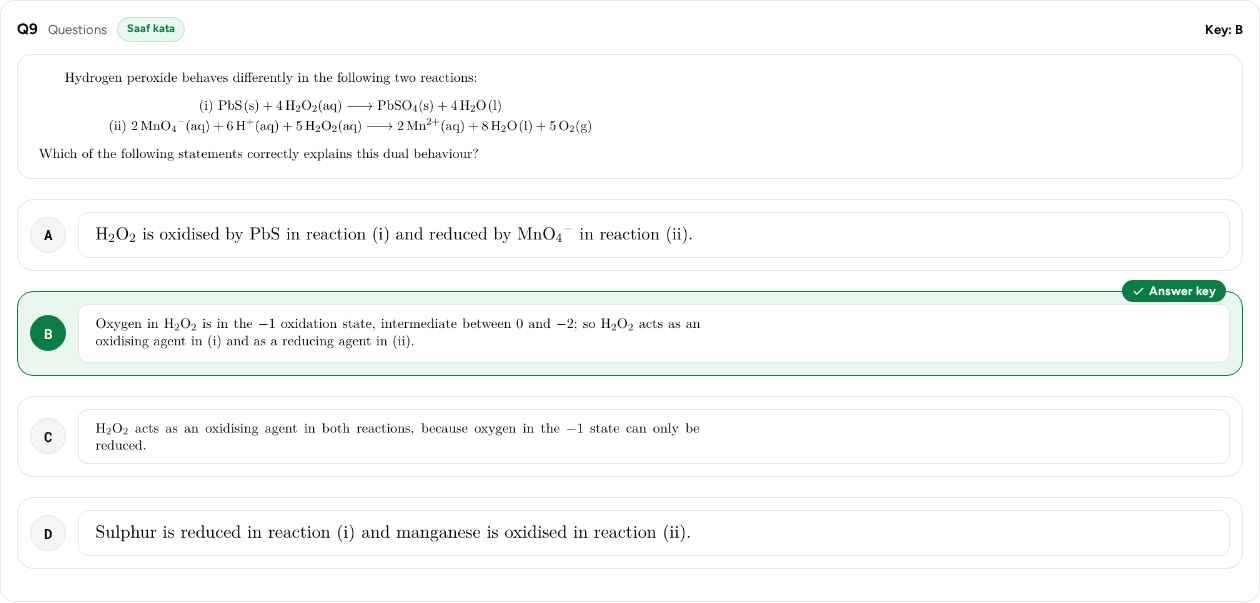 Q9 Questions Saaf kata Key: B
Hydrogen peroxide behaves differently in the following two reactions:
(i) PbS(s) + 4 H₂O₂(aq) ⟶ PbSO₄(s) + 4 H₂O(l)
(ii) 2 MnO₄⁻(aq) + 6 H⁺(aq) + 5 H₂O₂(aq) ⟶ 2 Mn²⁺(aq) + 8 H₂O(l) + 5 O₂(g)
Which of the following statements correctly explains this dual behaviour?
A H₂O₂ is oxidised by PbS in reaction (i) and reduced by MnO₄⁻ in reaction (ii).
✓ Answer key
B Oxygen in H₂O₂ is in the −1 oxidation state, intermediate between 0 and −2; so H₂O₂ acts as an
oxidising agent in (i) and as a reducing agent in (ii).
C H₂O₂ acts as an oxidising agent in both reactions, because oxygen in the −1 state can only be
reduced.
D Sulphur is reduced in reaction (i) and manganese is oxidised in reaction (ii).